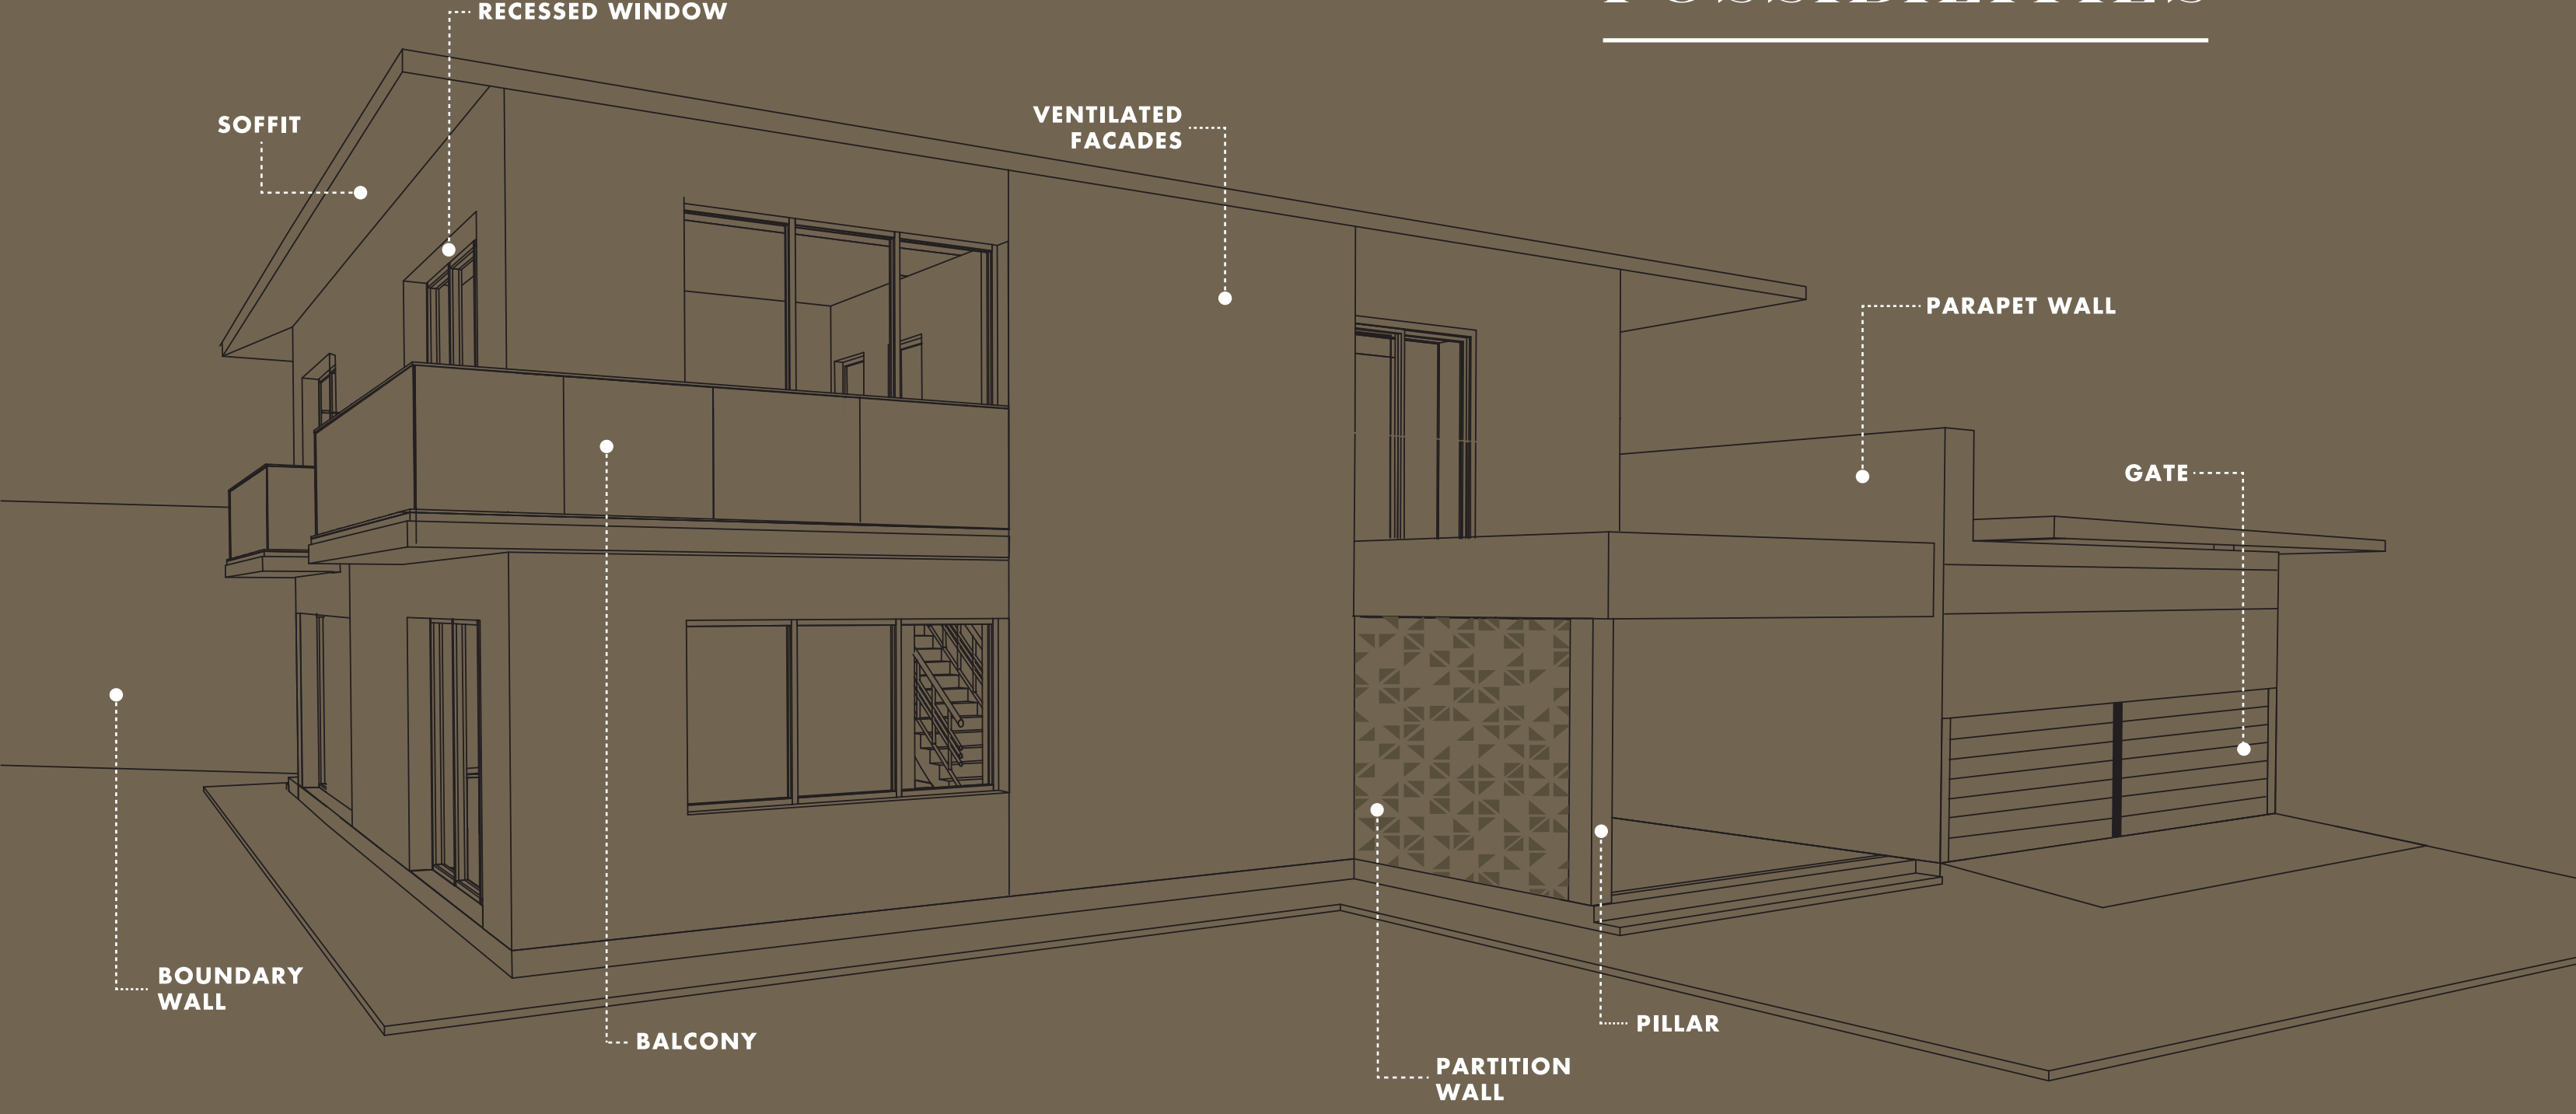 RECESSED WINDOW
SOFFIT
VENTILATED
FACADES
PARAPET WALL
GATE
BOUNDARY
WALL
BALCONY
PILLAR
PARTITION
WALL